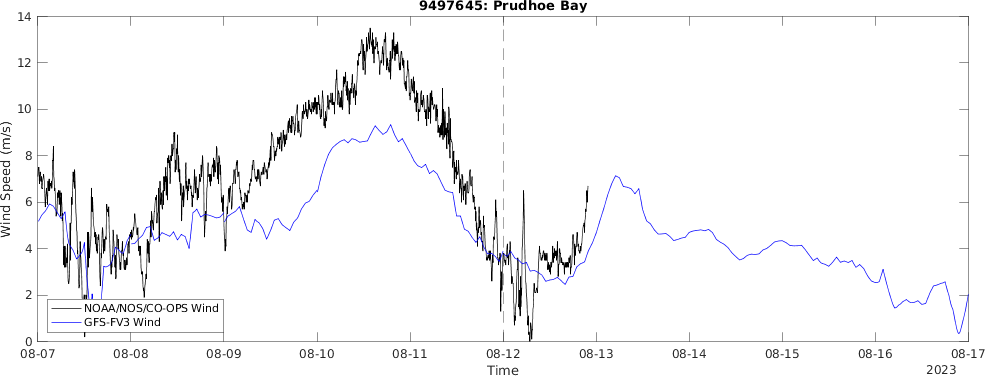 9497645: Prudhoe Bay
Wind Speed (m/s)
14
12
10
8
6
4
2
0
NOAA/NOS/CO-OPS Wind
GFS-FV3 Wind
08-07 08-08 08-09 08-10 08-11 08-12 08-13 08-14 08-15 08-16 08-17
Time
2023